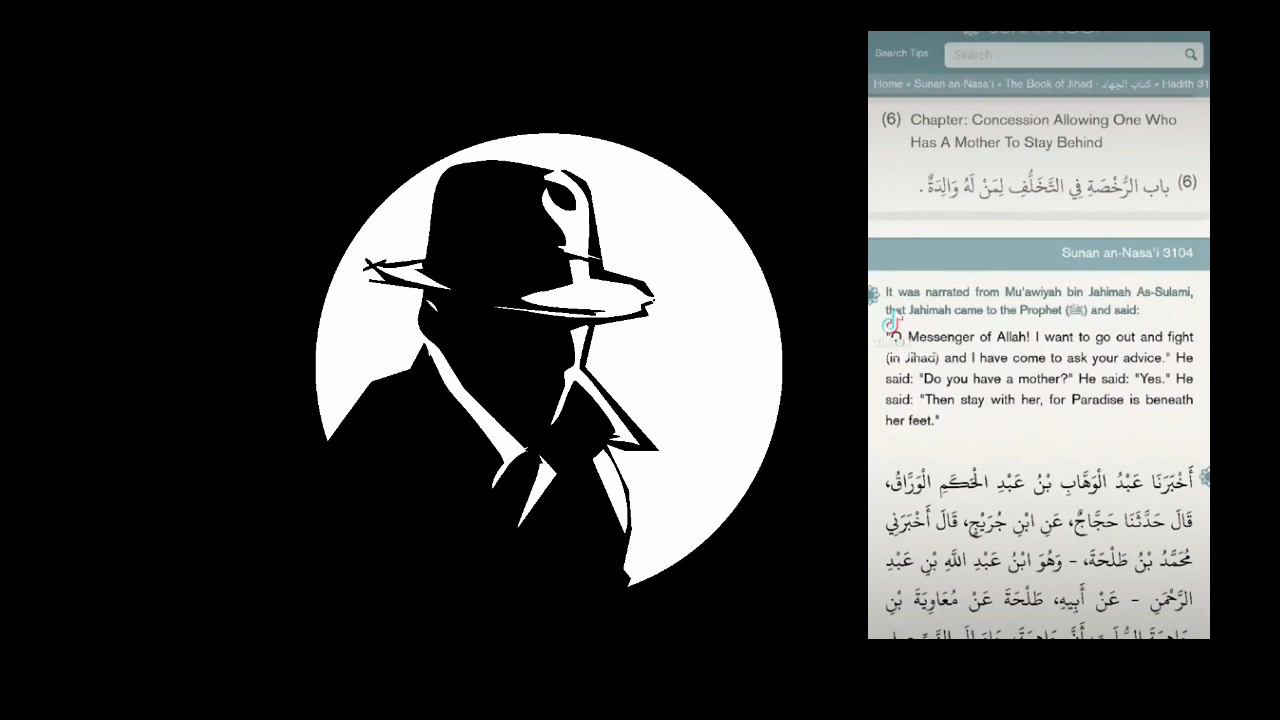 Search Tips
Search ...
Home » Sunan an-Nasa'i » The Book of Jihad - كتاب الجهاد » Hadith 31
(6) Chapter: Concession Allowing One Who
Has A Mother To Stay Behind
(6) باب الرُّخْصَةِ فِي التَّخَلُّفِ لِمَنْ لَهُ وَالِدَةٌ ‏.‏
Sunan an-Nasa'i 3104
It was narrated from Mu'awiyah bin Jahimah As-Sulami,
that Jahimah came to the Prophet (ﷺ) and said:
"O Messenger of Allah! I want to go out and fight
(in Jihad) and I have come to ask your advice." He
said: "Do you have a mother?" He said: "Yes." He
said: "Then stay with her, for Paradise is beneath
her feet."
أَخْبَرَنَا عَبْدُ الْوَهَّابِ بْنُ عَبْدِ الْحَكَمِ الْوَرَّاقُ،
قَالَ حَدَّثَنَا حَجَّاجٌ، عَنِ ابْنِ جُرَيْجٍ، قَالَ أَخْبَرَنِي
مُحَمَّدُ بْنُ طَلْحَةَ، - وَهُوَ ابْنُ عَبْدِ اللَّهِ بْنِ عَبْدِ
الرَّحْمَنِ - عَنْ أَبِيهِ، طَلْحَةَ عَنْ مُعَاوِيَةَ بْنِ